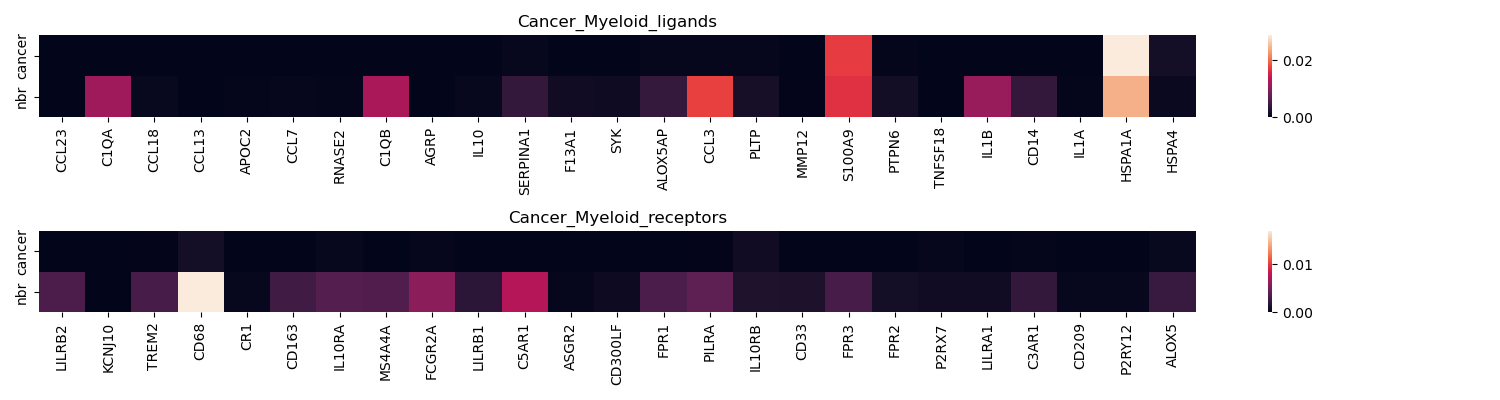 Cancer_Myeloid_ligands
cancer
nbr
0.02
0.00
CCL23 C1QA CCL18 CCL13 APOC2 CCL7 RNASE2 C1QB AGRP IL10 SERPINA1 F13A1 SYK ALOX5AP CCL3 PLTP MMP12 S100A9 PTPN6 TNFSF18 IL1B CD14 IL1A HSPA1A HSPA4
Cancer_Myeloid_receptors
cancer
nbr
0.01
0.00
LILRB2 KCNJ10 TREM2 CD68 CR1 CD163 IL10RA MS4A4A FCGR2A LILRB1 C5AR1 ASGR2 CD300LF FPR1 PILRA IL10RB CD33 FPR3 FPR2 P2RX7 LILRA1 C3AR1 CD209 P2RY12 ALOX5